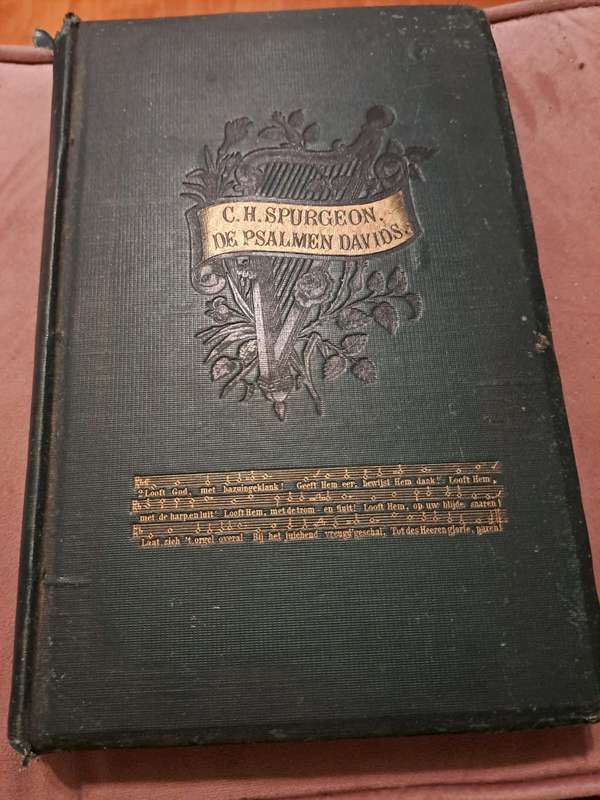 C. H. SPURGEON.
DE PSALMEN DAVIDS.
2 Looft God, met bazuingeklank! Geeft Hem eer, bewijst Hem dank! Looft Hem,
met de harp, en luit! Looft Hem, met de trom en fluit! Looft Hem, op uw blijde snaren!
Laat zich 't orgel overal Bij het juichend vreugd'geschal, Tot des Heeren glorie, paren!